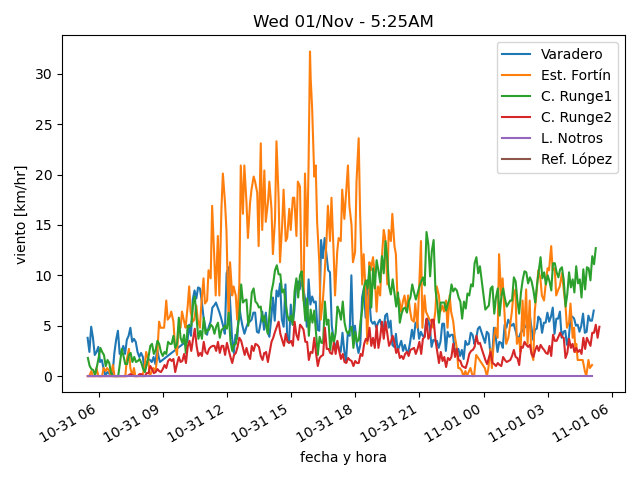 Wed 01/Nov - 5:25AM
viento [km/hr]
30
25
20
15
10
5
0
Varadero
Est. Fortín
C. Runge1
C. Runge2
L. Notros
Ref. López
10-31 06
10-31 09
10-31 12
10-31 15
10-31 18
10-31 21
11-01 00
11-01 03
11-01 06
fecha y hora